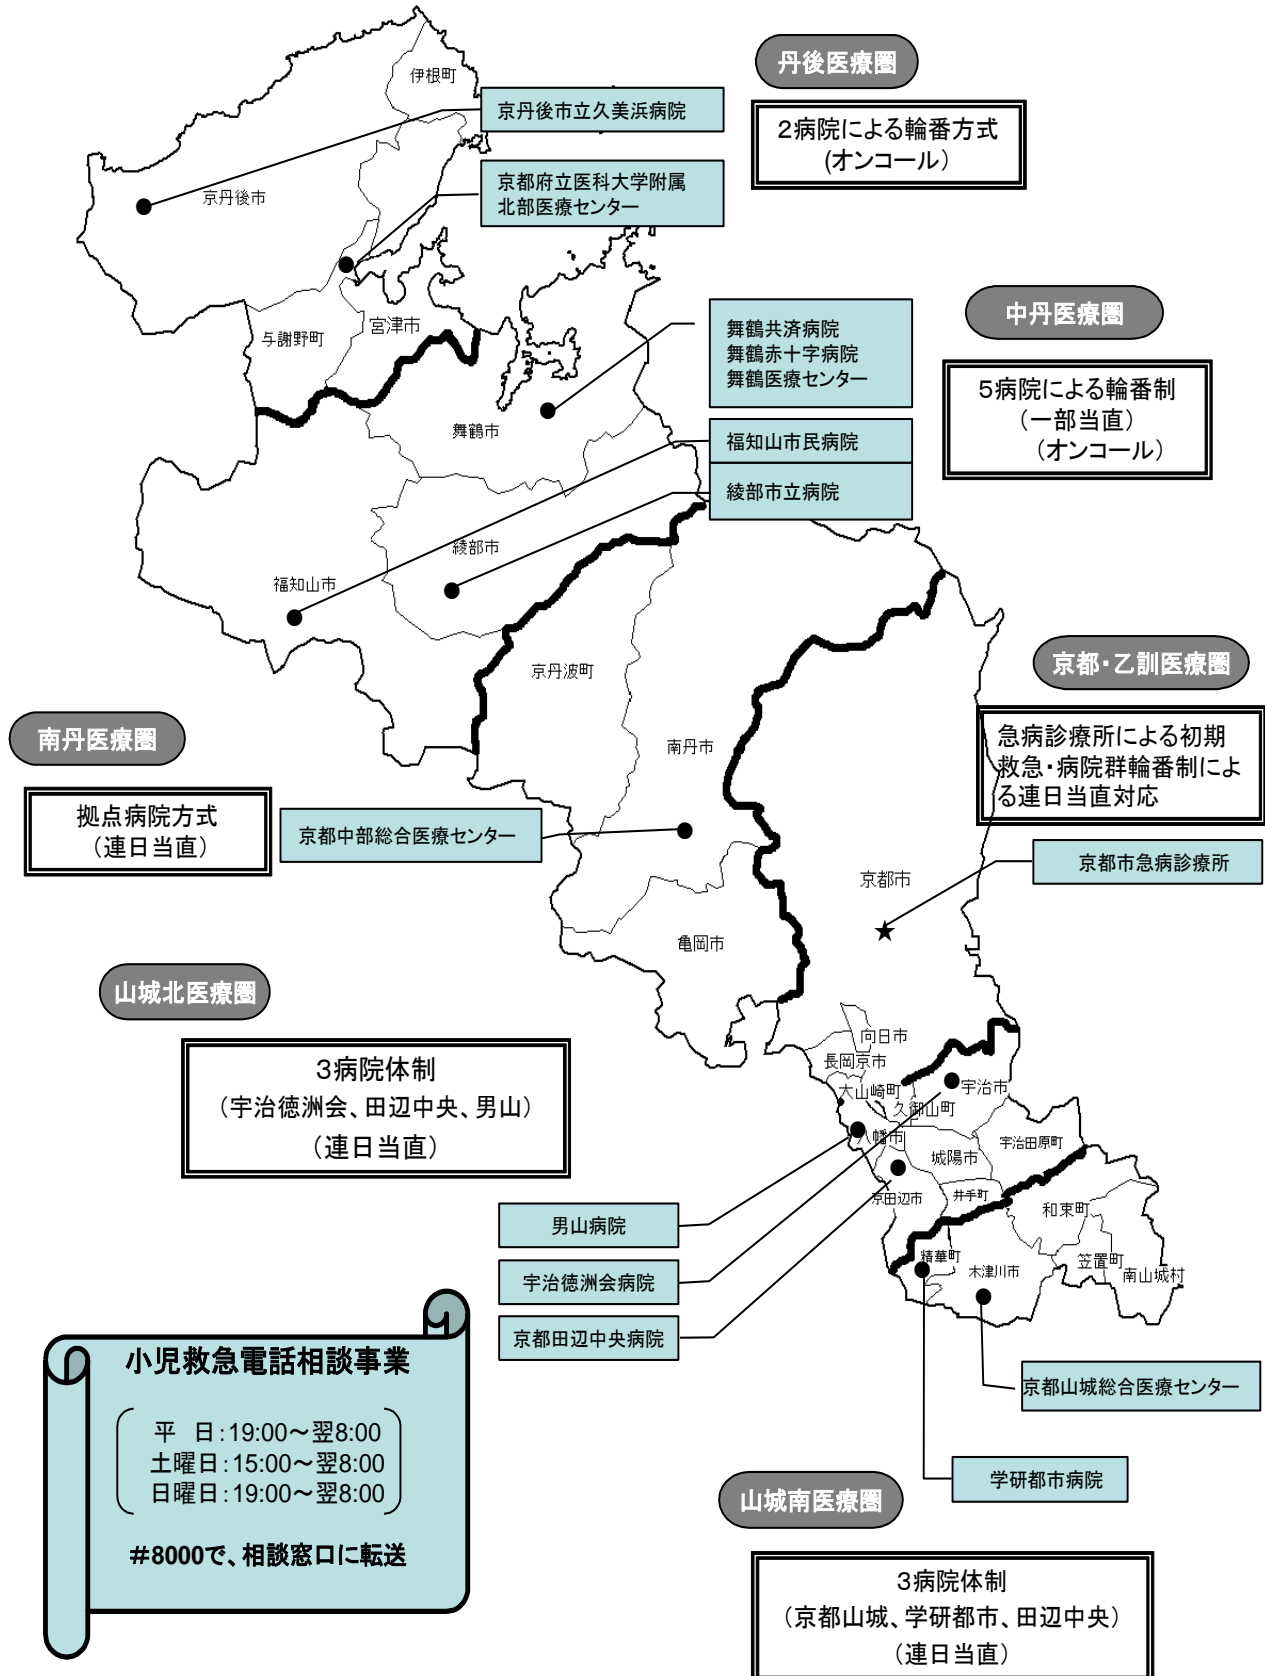 丹後医療圏
2病院による輪番方式
(オンコール)
伊根町
京丹後市立久美浜病院
京都府立医科大学附属
北部医療センター
京丹後市
与謝野町
宮津市
中丹医療圏
5病院による輪番制
(一部当直)
(オンコール)
舞鶴共済病院
舞鶴赤十字病院
舞鶴医療センター
福知山市民病院
綾部市立病院
舞鶴市
綾部市
福知山市
京丹波町
南丹市
京都・乙訓医療圏
急病診療所による初期
救急・病院群輪番制によ
る連日当直対応
京都市急病診療所
南丹医療圏
拠点病院方式
(連日当直)
京都中部総合医療センター
京都市
亀岡市
山城北医療圏
3病院体制
(宇治徳洲会、田辺中央、男山)
(連日当直)
向日市
長岡京市
大山崎町
宇治市
久御山町
八幡市
城陽市
宇治田原町
京田辺市
井手町
和束町
精華町
木津川市
笠置町
南山城村
男山病院
宇治徳洲会病院
京都田辺中央病院
京都山城総合医療センター
学研都市病院
小児救急電話相談事業
平 日:19:00～翌8:00
土曜日:15:00～翌8:00
日曜日:19:00～翌8:00
#8000で、相談窓口に転送
山城南医療圏
3病院体制
(京都山城、学研都市、田辺中央)
(連日当直)